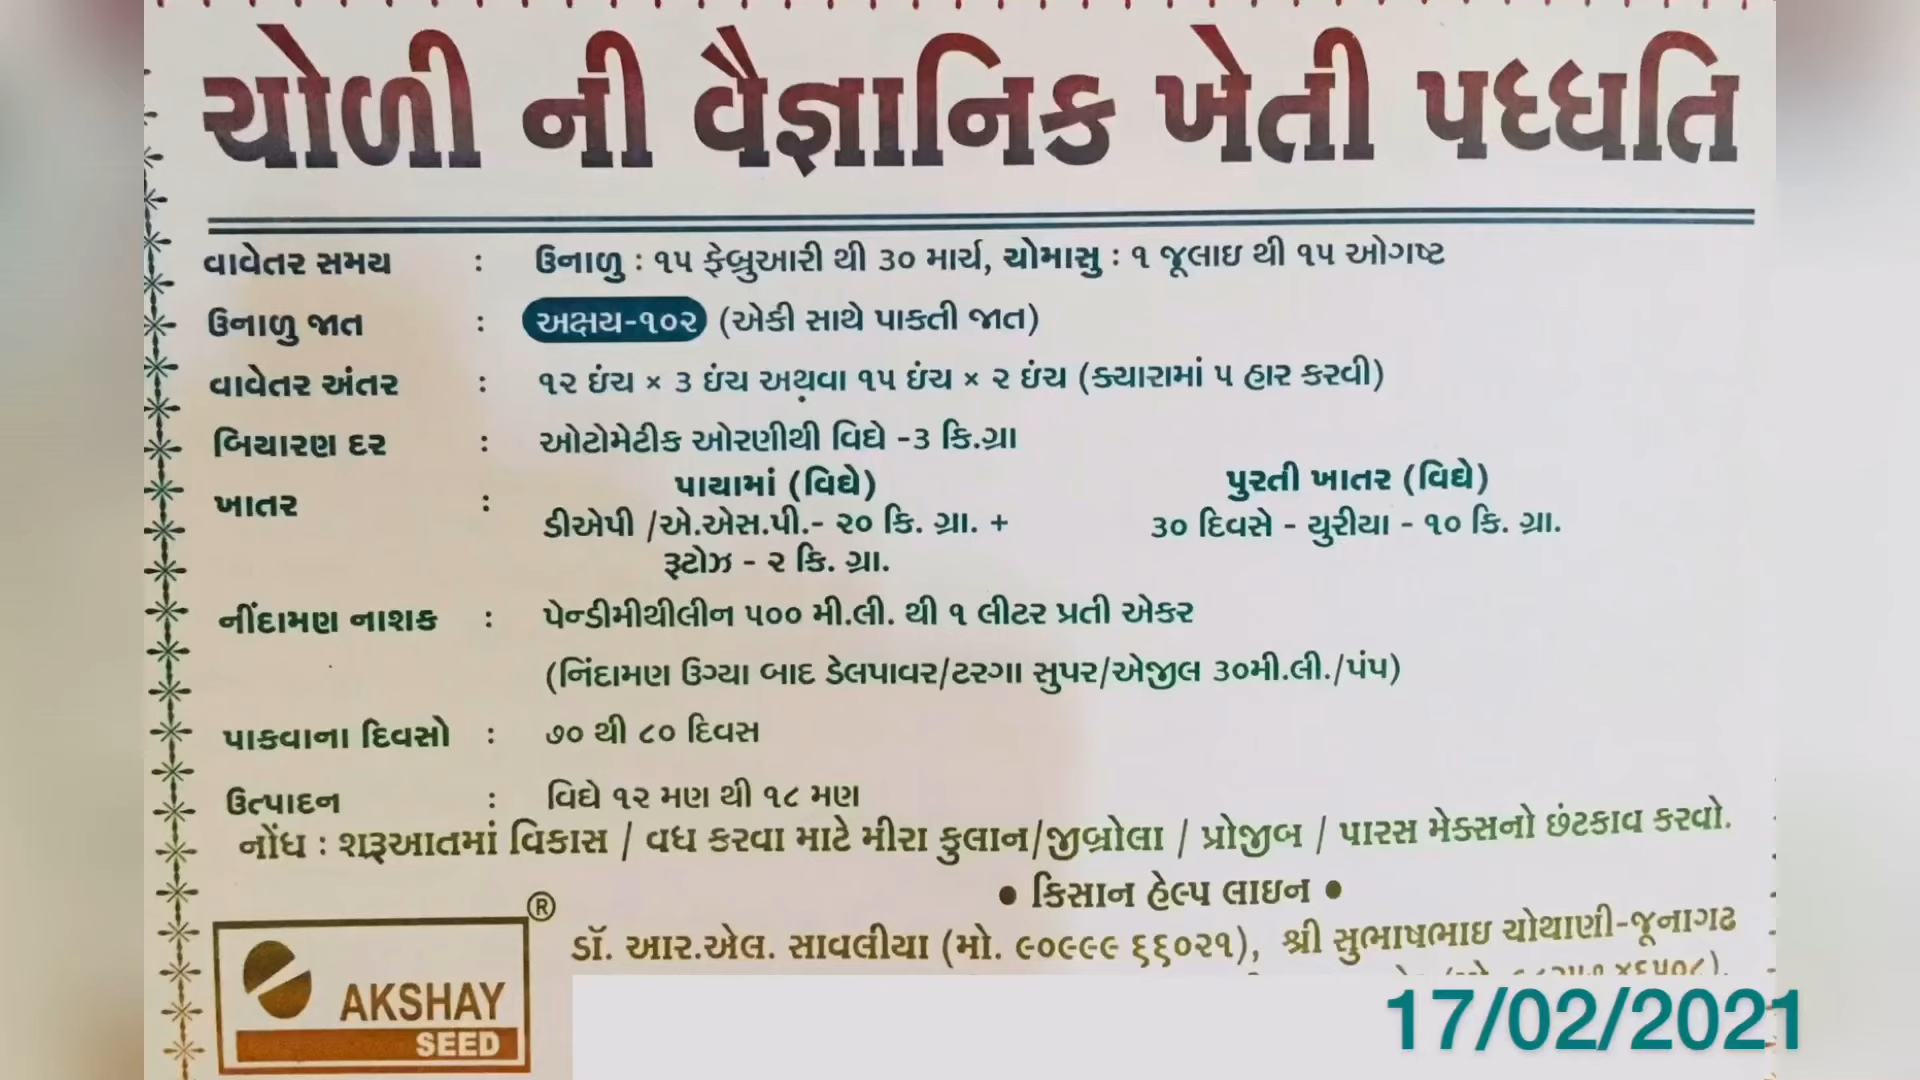 ચોળી ની વૈજ્ઞાનિક ખેતી પધ્ધતિ
વાવેતર સમય : ઉનાળુ : ૧૫ ફેબ્રુઆરી થી ૩૦ માર્ચ, ચોમાસુ : ૧ જૂલાઇ થી ૧૫ ઓગષ્ટ
ઉનાળુ જાત : અક્ષય-૧૦૨ (એકી સાથે પાકતી જાત)
વાવેતર અંતર : ૧૨ ઇંચ × ૩ ઇંચ અથવા ૧૫ ઇંચ × ૨ ઇંચ (ક્યારામાં ૫ હાર કરવી)
બિયારણ દર : ઓટોમેટીક ઓરણીથી વિઘે -૩ કિ.ગ્રા
પાયામાં (વિઘે) પુરતી ખાતર (વિઘે)
ખાતર : ડીએપી /એ.એસ.પી.- ૨૦ કિ. ગ્રા. + ૩૦ દિવસે - યુરીયા - ૧૦ કિ. ગ્રા.
રૂટોઝ - ૨ કિ. ગ્રા.
નીંદામણ નાશક : પેન્ડીમીથીલીન ૫૦૦ મી.લી. થી ૧ લીટર પ્રતી એકર
(નિંદામણ ઉગ્યા બાદ ડેલપાવર/ટરગા સુપર/એજીલ ૩૦મી.લી./પંપ)
પાકવાના દિવસો : ૭૦ થી ૮૦ દિવસ
ઉત્પાદન : વિઘે ૧૨ મણ થી ૧૮ મણ
નોંધ : શરૂઆતમાં વિકાસ / વધ કરવા માટે મીરા કુલાન/જીબ્રોલા / પ્રોજીબ / પારસ મેક્સનો છંટકાવ કરવો.
• કિસાન હેલ્પ લાઇન •
ડૉ. આર.એલ. સાવલીયા (મો. ૯૦૯૯૯ ૬૬૦૨૧), શ્રી સુભાષભાઇ ચોથાણી-જૂનાગઢ
®
AKSHAY
SEED
17/02/2021